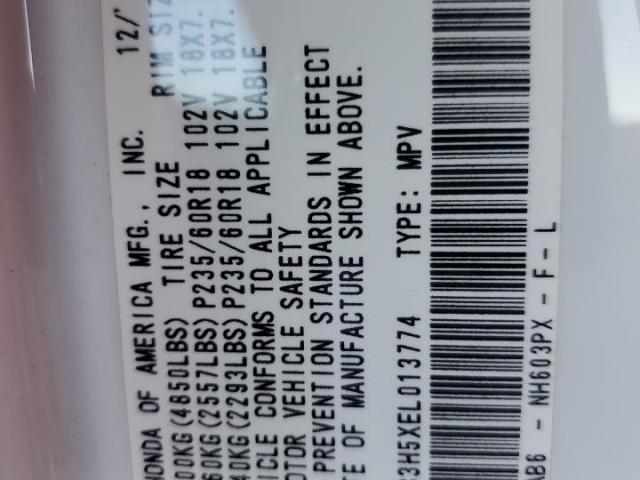 HONDA OF AMERICA MFG., INC. 12/
00KG(4850LBS) TIRE SIZE RIM SIZ
60KG(2557LBS) P235/60R18 102V 18X7.
40KG(2293LBS) P235/60R18 102V 18X7.
ICLE CONFORMS TO ALL APPLICABLE
OTOR VEHICLE SAFETY
PREVENTION STANDARDS IN EFFECT
TE OF MANUFACTURE SHOWN ABOVE.
3H5XEL013774 TYPE: MPV
AB6 - NH603PX - F - L